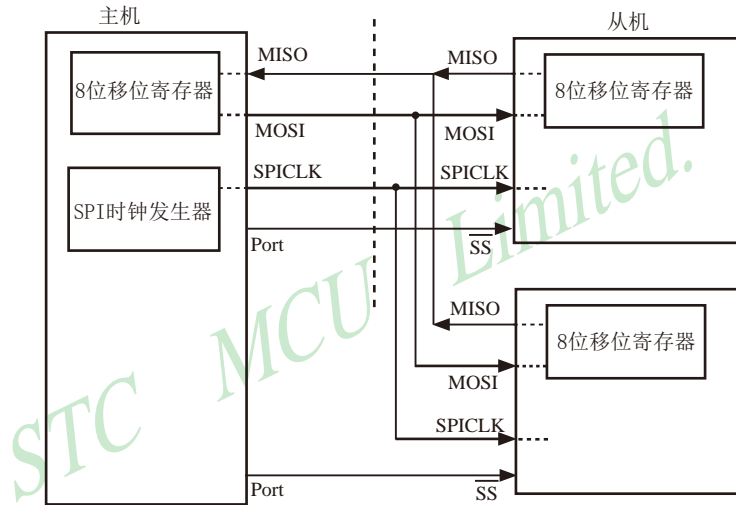 主机
从机
MISO
MISO
8位移位寄存器
8位移位寄存器
MOSI
MOSI
SPICLK
SPICLK
SPI时钟发生器
Port
SS
MISO
8位移位寄存器
MOSI
SPICLK
Port
SS
STC MCU Limited.